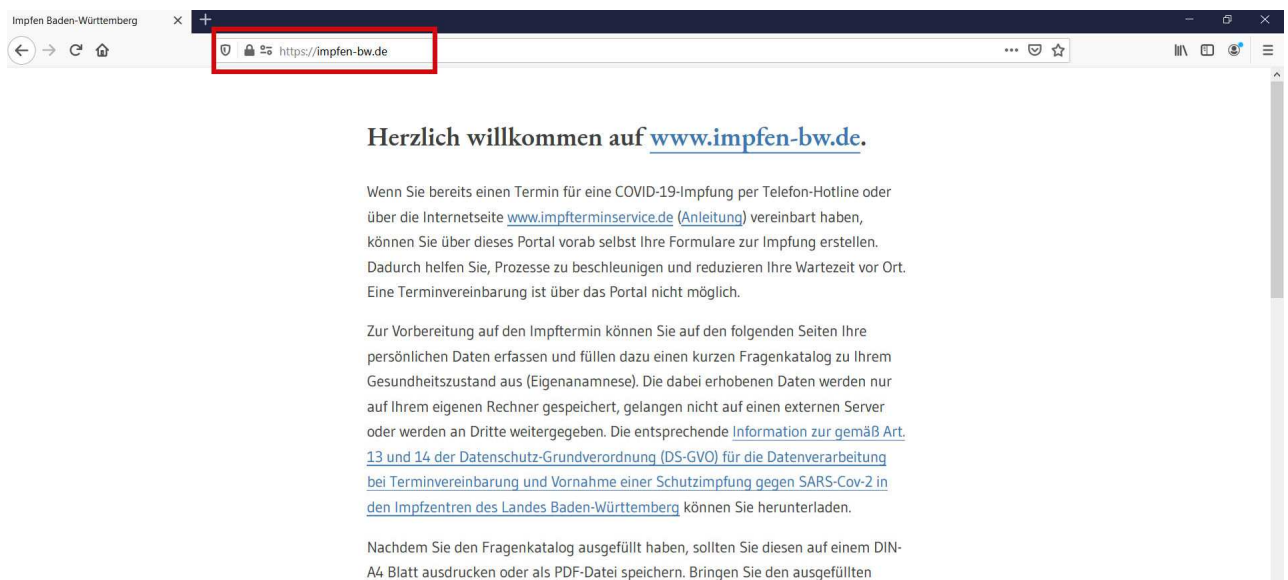 Impfen Baden-Württemberg
https://impfen-bw.de
Herzlich willkommen auf www.impfen-bw.de.
Wenn Sie bereits einen Termin für eine COVID-19-Impfung per Telefon-Hotline oder
über die Internetseite www.impfterminservice.de (Anleitung) vereinbart haben,
können Sie über dieses Portal vorab selbst Ihre Formulare zur Impfung erstellen.
Dadurch helfen Sie, Prozesse zu beschleunigen und reduzieren Ihre Wartezeit vor Ort.
Eine Terminvereinbarung ist über das Portal nicht möglich.
Zur Vorbereitung auf den Impftermin können Sie auf den folgenden Seiten Ihre
persönlichen Daten erfassen und füllen dazu einen kurzen Fragenkatalog zu Ihrem
Gesundheitszustand aus (Eigenanamnese). Die dabei erhobenen Daten werden nur
auf Ihrem eigenen Rechner gespeichert, gelangen nicht auf einen externen Server
oder werden an Dritte weitergegeben. Die entsprechende Information zur gemäß Art.
13 und 14 der Datenschutz-Grundverordnung (DS-GVO) für die Datenverarbeitung
bei Terminvereinbarung und Vornahme einer Schutzimpfung gegen SARS-Cov-2 in
den Impfzentren des Landes Baden-Württemberg können Sie herunterladen.
Nachdem Sie den Fragenkatalog ausgefüllt haben, sollten Sie diesen auf einem DIN-
A4 Blatt ausdrucken oder als PDF-Datei speichern. Bringen Sie den ausgefüllten